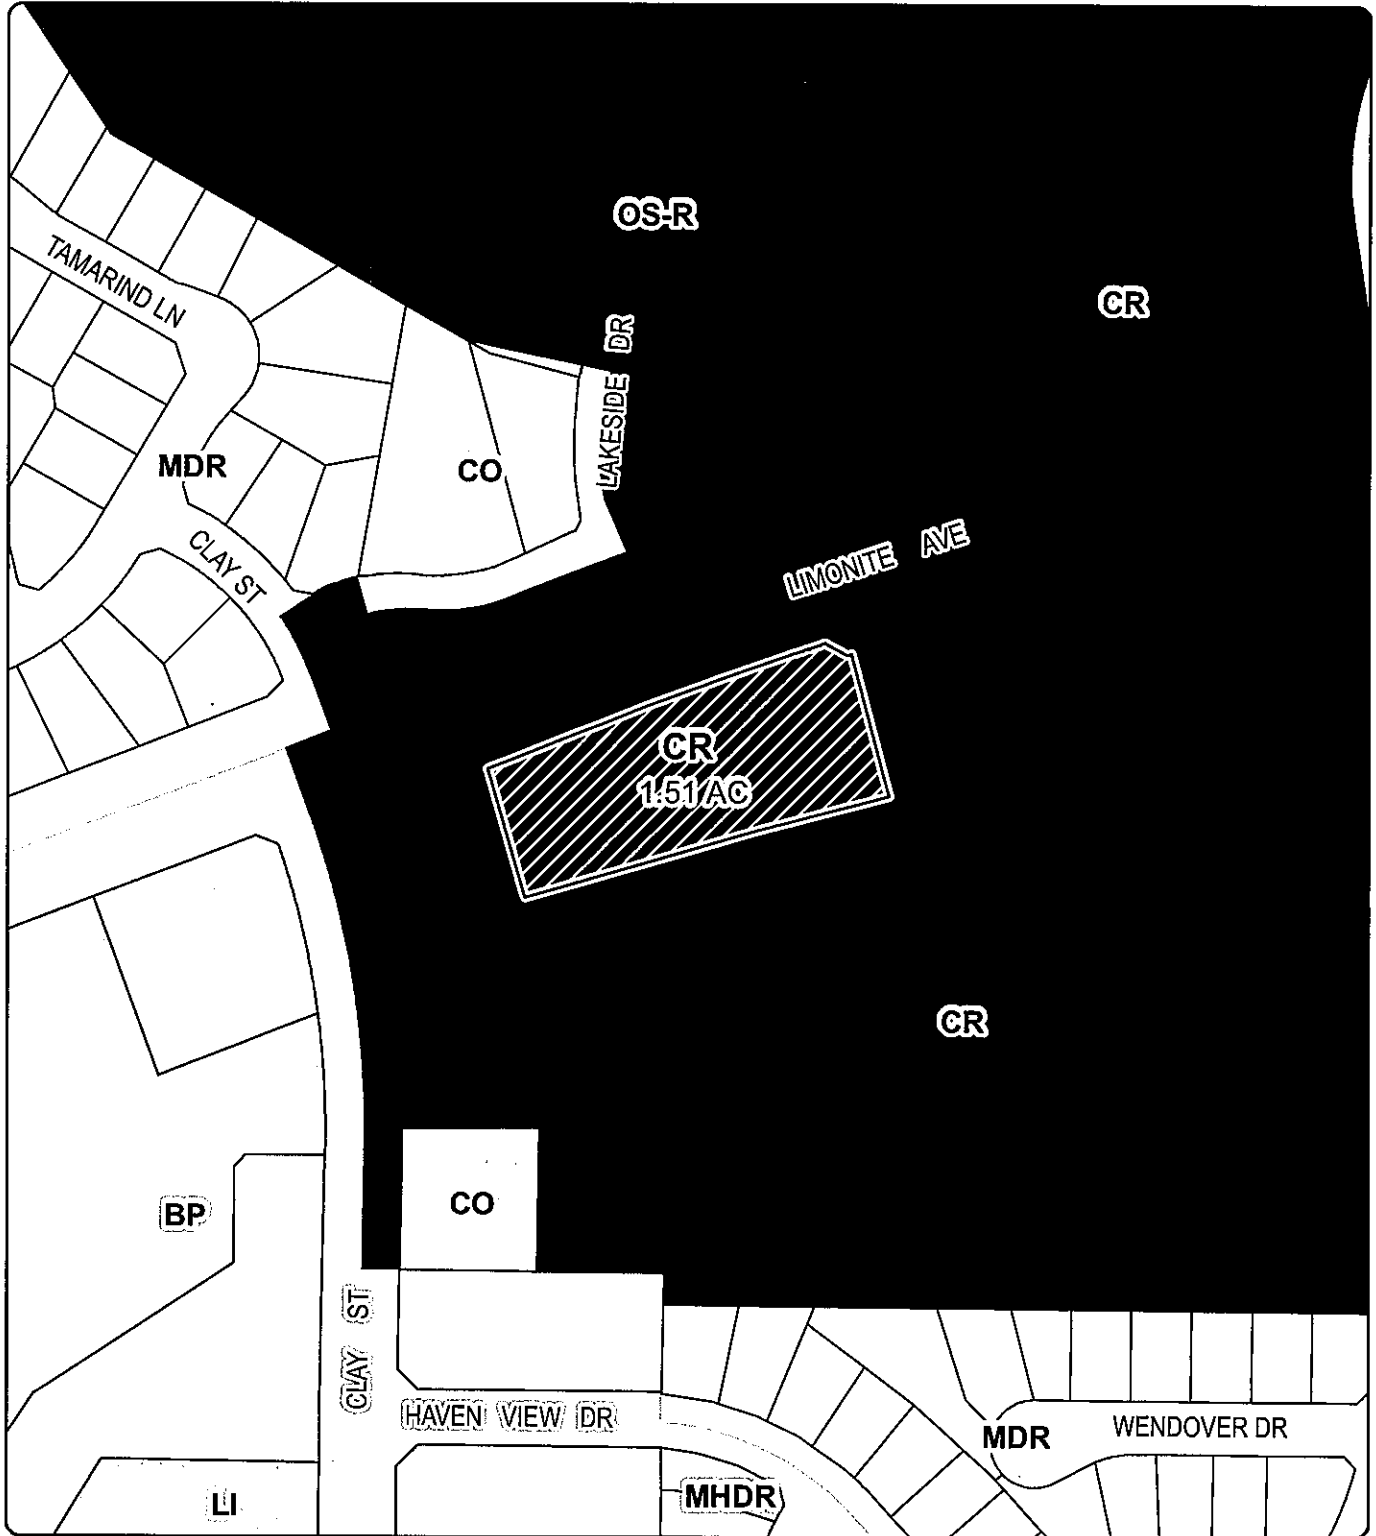 OS-R
CR
TAMARIND LN
LAKESIDE DR
MDR
CO
CLAY ST
LIMONITE AVE
CR
1.51 AC
CR
BP
CO
CLAY ST
HAVEN VIEW DR
MDR
WENDOVER DR
LI
MHDR